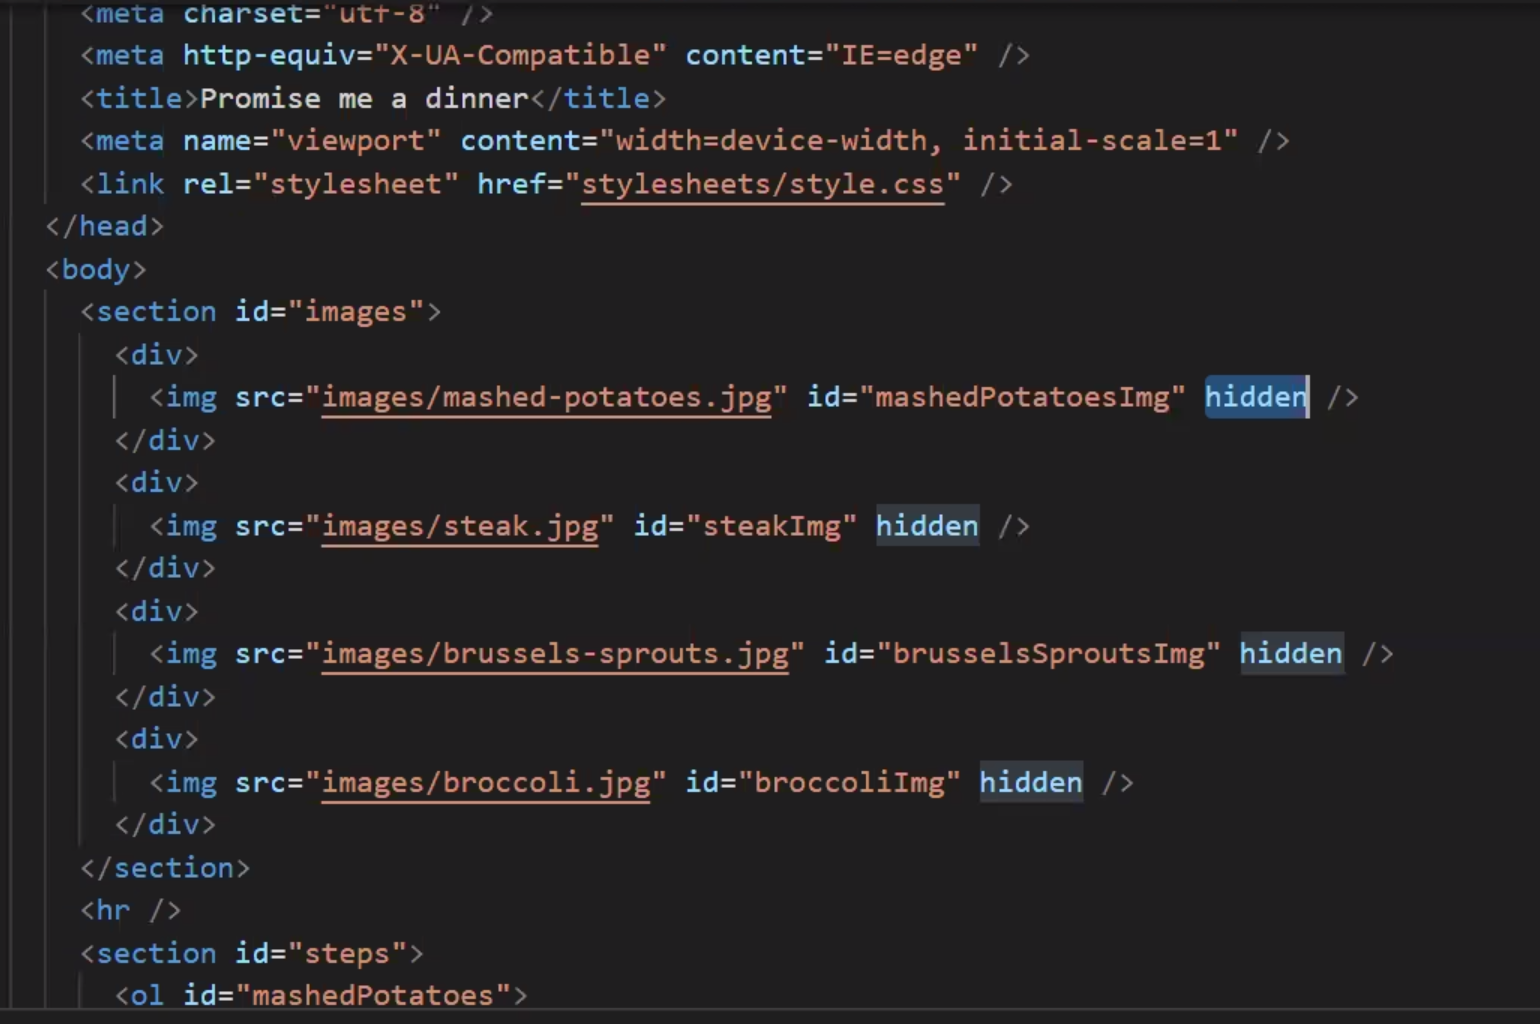 <meta charset="utf-8" />
<meta http-equiv="X-UA-Compatible" content="IE=edge" />
<title>Promise me a dinner</title>
<meta name="viewport" content="width=device-width, initial-scale=1" />
<link rel="stylesheet" href="stylesheets/style.css" />
</head>
<body>
<section id="images">
<div>
<img src="images/mashed-potatoes.jpg" id="mashedPotatoesImg" hidden />
</div>
<div>
<img src="images/steak.jpg" id="steakImg" hidden />
</div>
<div>
<img src="images/brussels-sprouts.jpg" id="brusselsSproutsImg" hidden />
</div>
<div>
<img src="images/broccoli.jpg" id="broccoliImg" hidden />
</div>
</section>
<hr />
<section id="steps">
<ol id="mashedPotatoes">